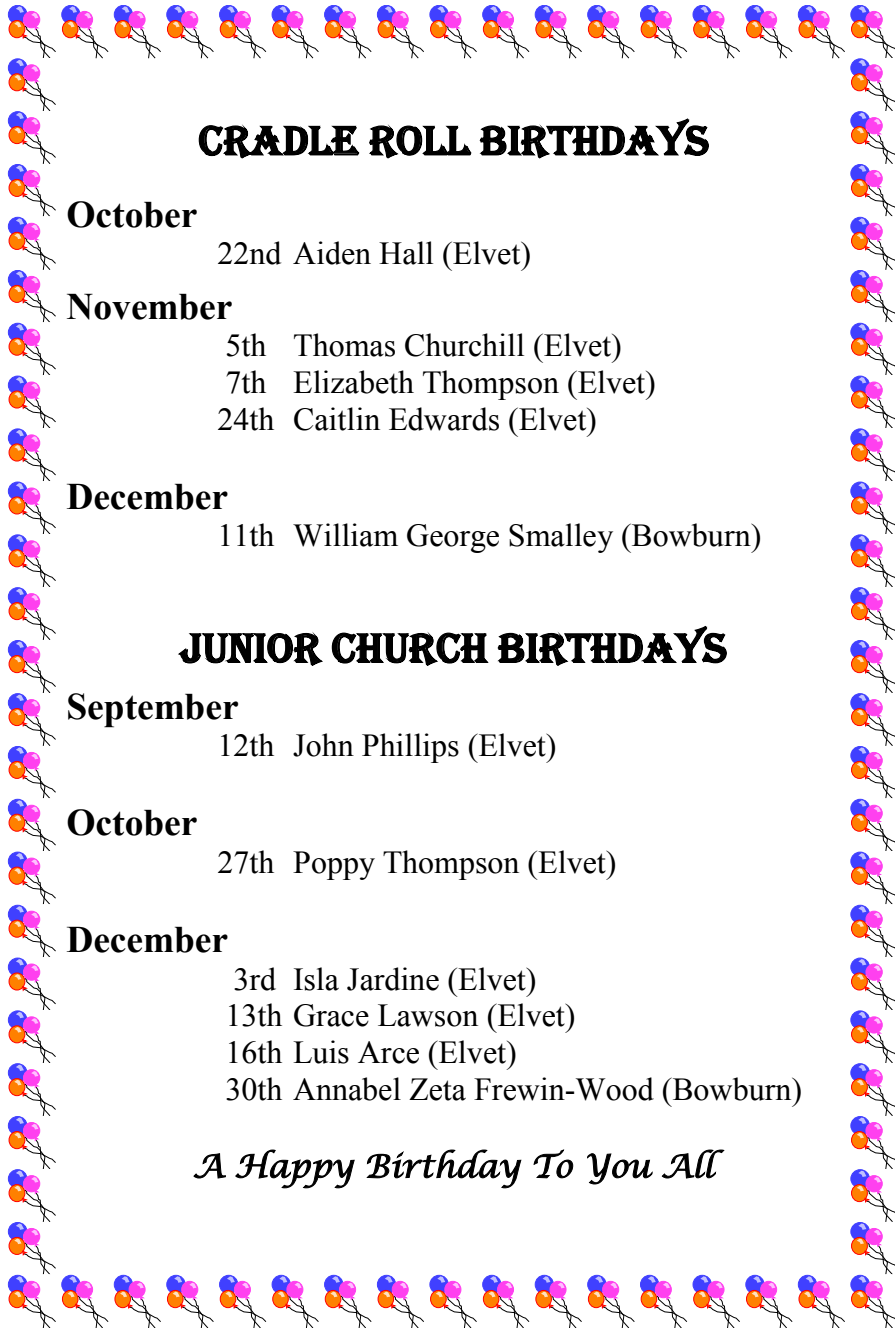 CRADLE ROLL BIRTHDAYS
October
22nd Aiden Hall (Elvet)
November
5th Thomas Churchill (Elvet)
7th Elizabeth Thompson (Elvet)
24th Caitlin Edwards (Elvet)
December
11th William George Smalley (Bowburn)
JUNIOR CHURCH BIRTHDAYS
September
12th John Phillips (Elvet)
October
27th Poppy Thompson (Elvet)
December
3rd Isla Jardine (Elvet)
13th Grace Lawson (Elvet)
16th Luis Arce (Elvet)
30th Annabel Zeta Frewin-Wood (Bowburn)
A Happy Birthday To You All